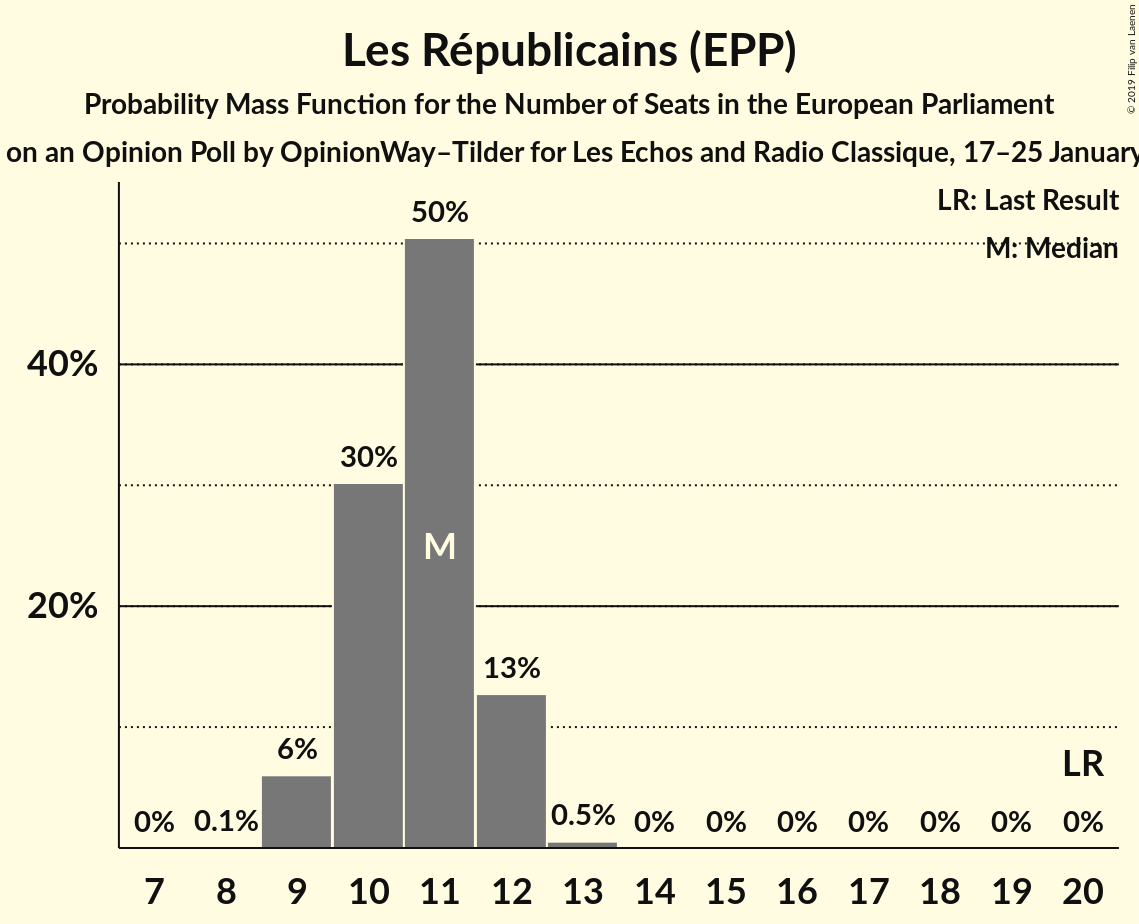 Les Républicains (EPP)
Probability Mass Function for the Number of Seats in the European Parliament
on an Opinion Poll by OpinionWay–Tilder for Les Echos and Radio Classique, 17–25 January
© 2019 Filip van Laenen
LR: Last Result
M: Median
50%
40%
30%
M
20%
13%
6%
LR
0% 0.1% 0.5% 0% 0% 0% 0% 0% 0% 0%
7 8 9 10 11 12 13 14 15 16 17 18 19 20